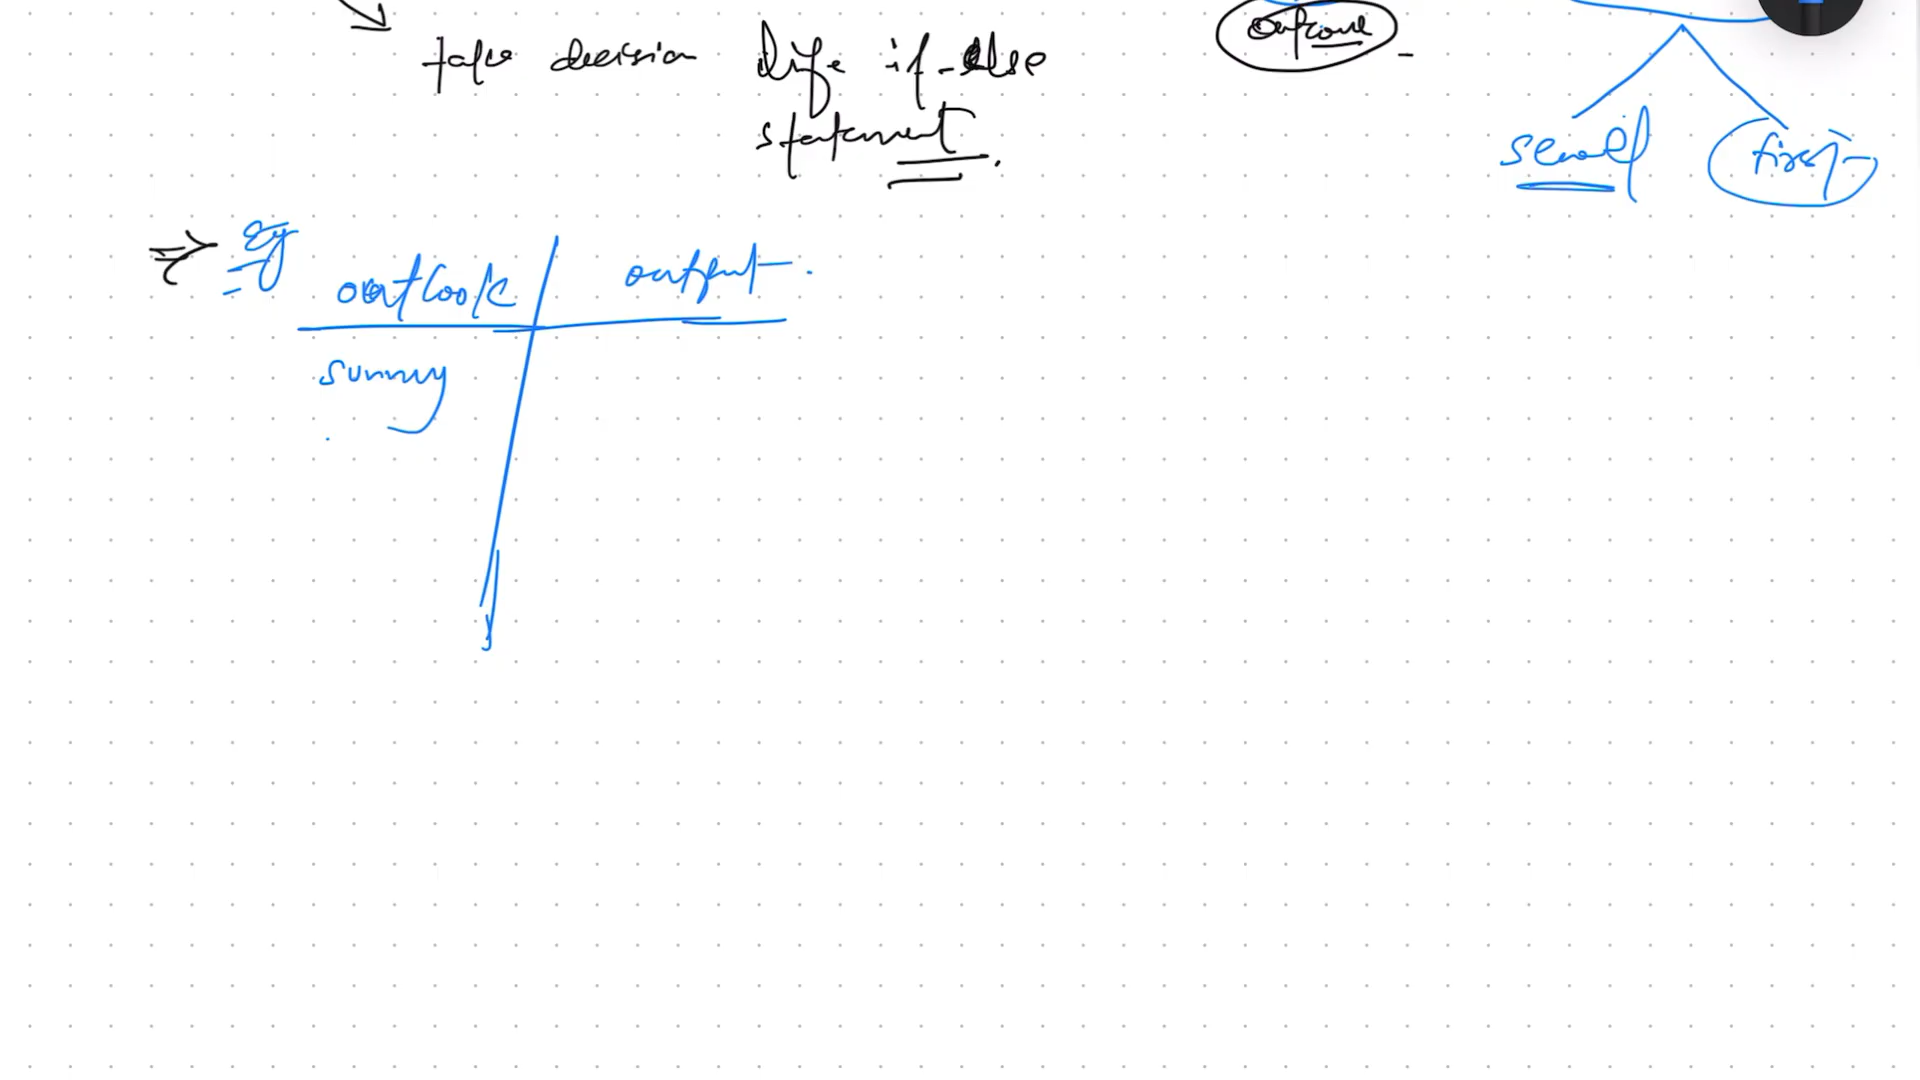 take decision like if-else
statement.
outcome
second first
⇒ Eg
outlook output.
sunny